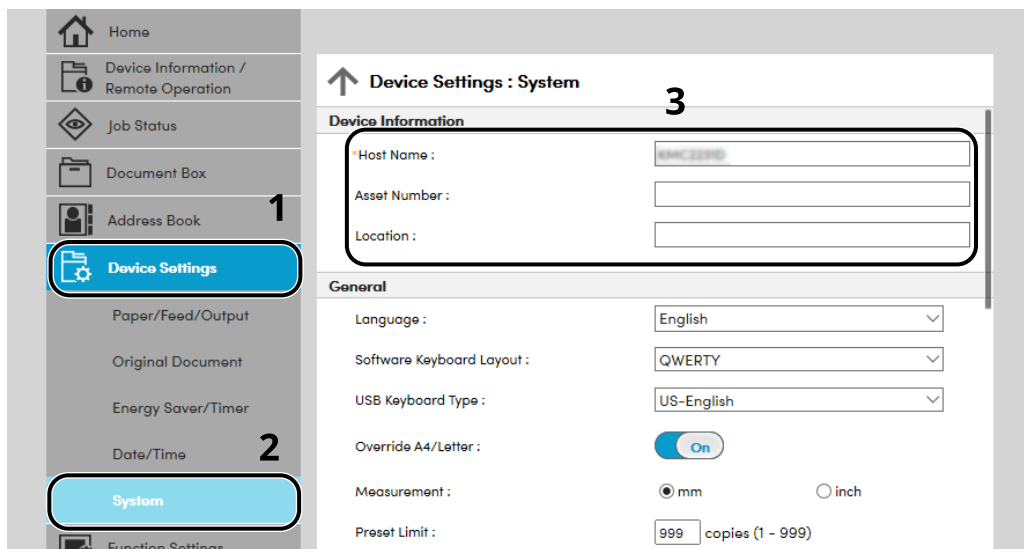 Home
Device Information /
Remote Operation
Job Status
Document Box
Address Book
1
Device Settings
Paper/Feed/Output
Original Document
Energy Saver/Timer
Date/Time
2
System
Function Settings
Device Settings : System
3
Device Information
*Host Name :
Asset Number :
Location :
General
Language : English
Software Keyboard Layout : QWERTY
USB Keyboard Type : US-English
Override A4/Letter : On
Measurement : mm inch
Preset Limit : 999 copies (1 - 999)